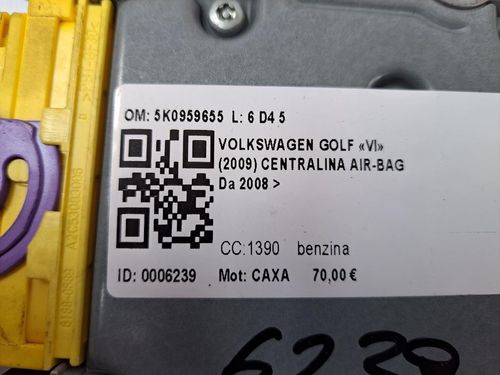 OM: 5K0959655 L: 6 D4 5
VOLKSWAGEN GOLF «VI»
(2009) CENTRALINA AIR-BAG
Da 2008 >
CC:1390 benzina
ID: 0006239 Mot: CAXA 70,00 €
6239